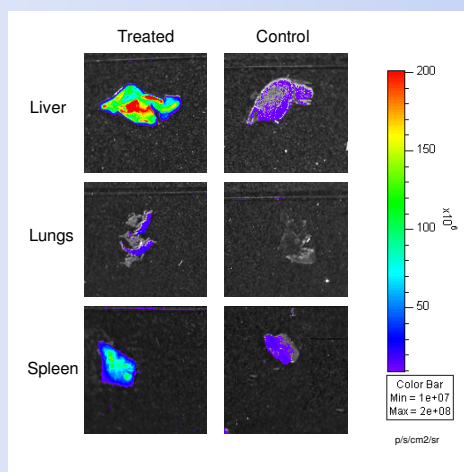 Treated Control
Liver
Lungs
Spleen
200
150
100
50
x10^6
Color Bar
Min = 1e+07
Max = 2e+08
p/s/cm2/sr